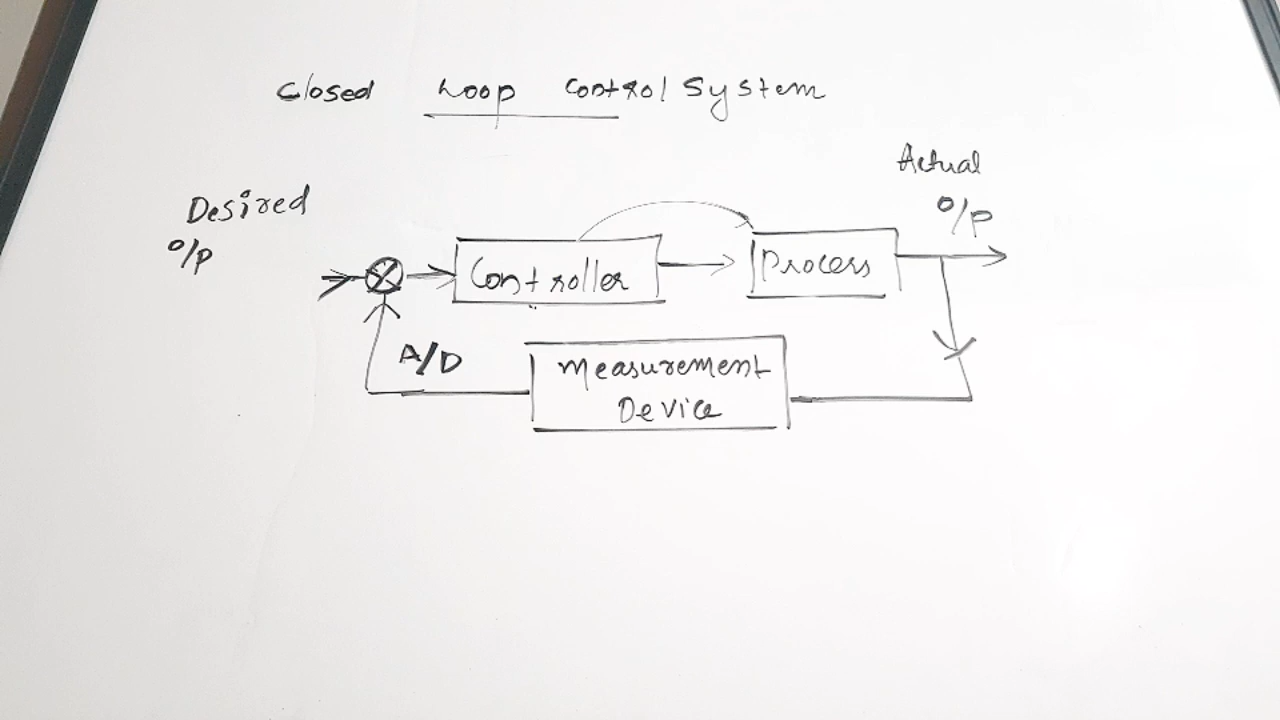 Closed Loop Control System
Actual
O/P
Desired
O/P
Controller
Process
A/D
Measurement
Device